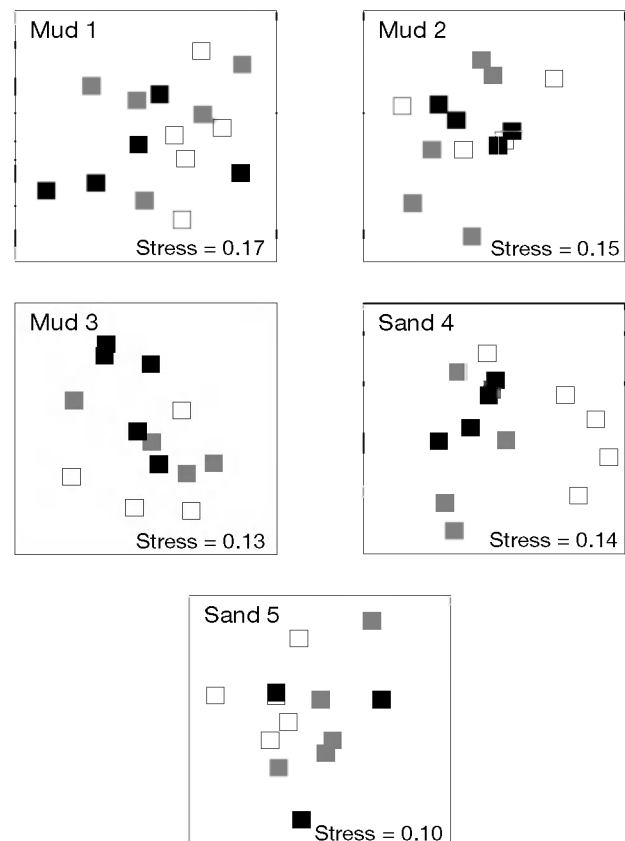 Mud 1
Stress = 0.17
Mud 2
Stress = 0.15
Mud 3
Stress = 0.13
Sand 4
Stress = 0.14
Sand 5
Stress = 0.10